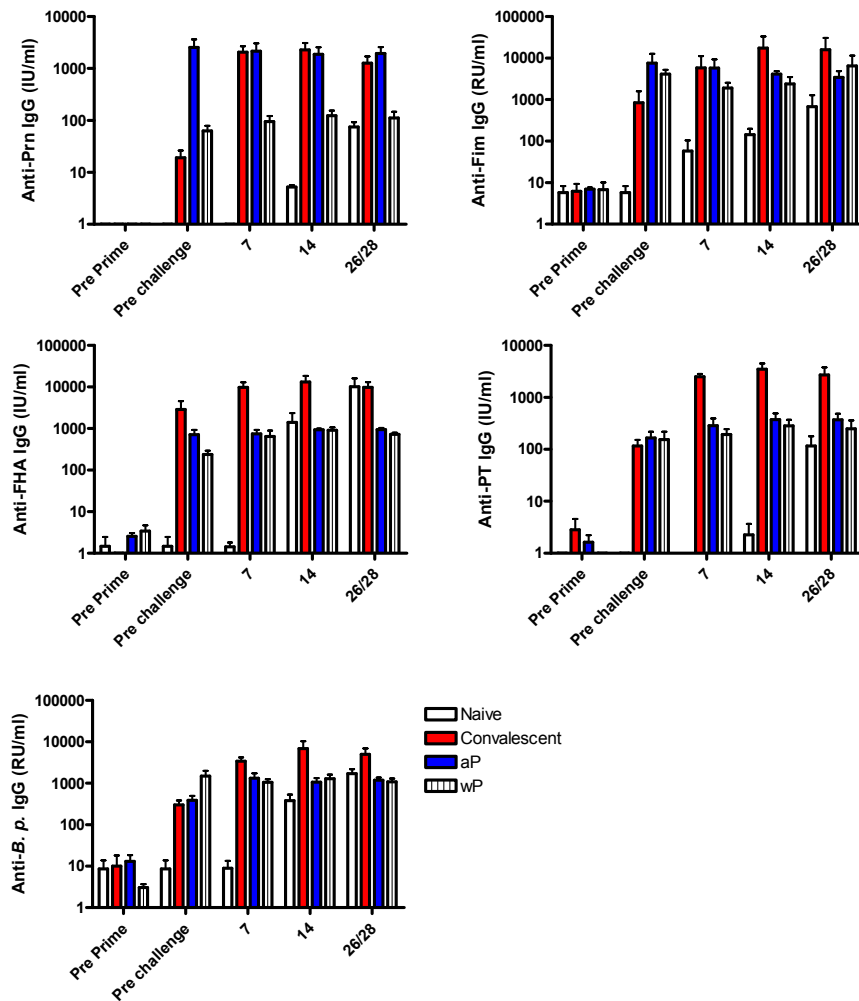 Anti-Prn IgG (IU/ml)
10000
1000
100
10
1
Pre Prime
Pre challenge
7
14
26/28
Anti-Fim IgG (RU/ml)
100000
10000
1000
100
10
1
Pre Prime
Pre challenge
7
14
26/28
Anti-FHA IgG (IU/ml)
100000
10000
1000
100
10
1
Pre Prime
Pre challenge
7
14
26/28
Anti-PT IgG (IU/ml)
10000
1000
100
10
1
Pre Prime
Pre challenge
7
14
26/28
Anti-B. p. IgG (RU/ml)
100000
10000
1000
100
10
1
Pre Prime
Pre challenge
7
14
26/28
Naive
Convalescent
aP
wP